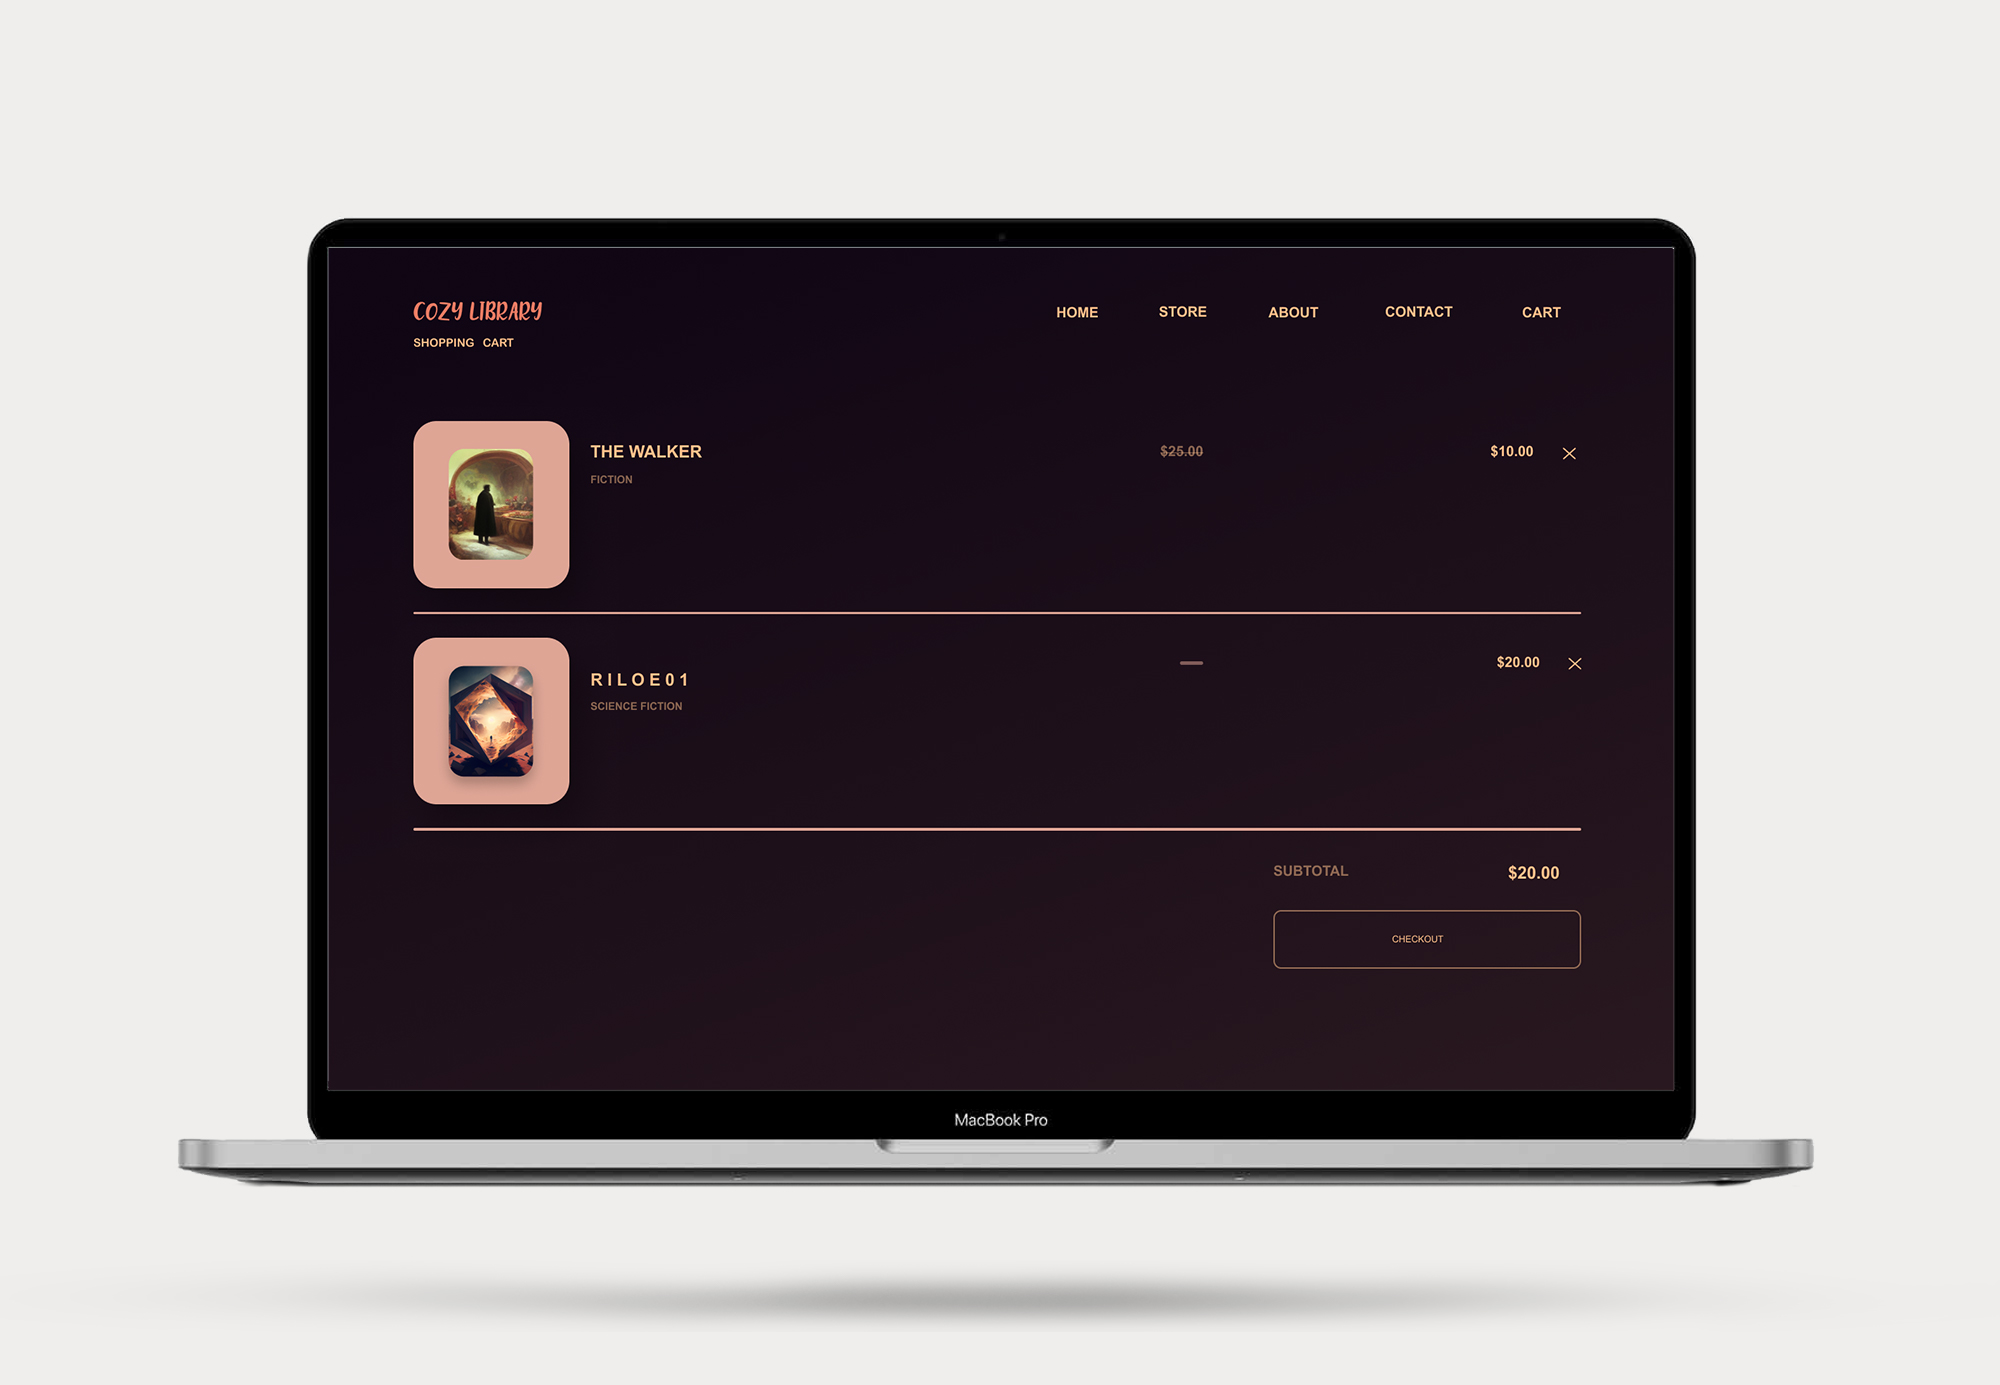 COZY LIBRARY
HOME STORE ABOUT CONTACT CART
SHOPPING CART
THE WALKER $25.00 $10.00
FICTION
RILOE01 — $20.00
SCIENCE FICTION
SUBTOTAL $20.00
CHECKOUT
MacBook Pro